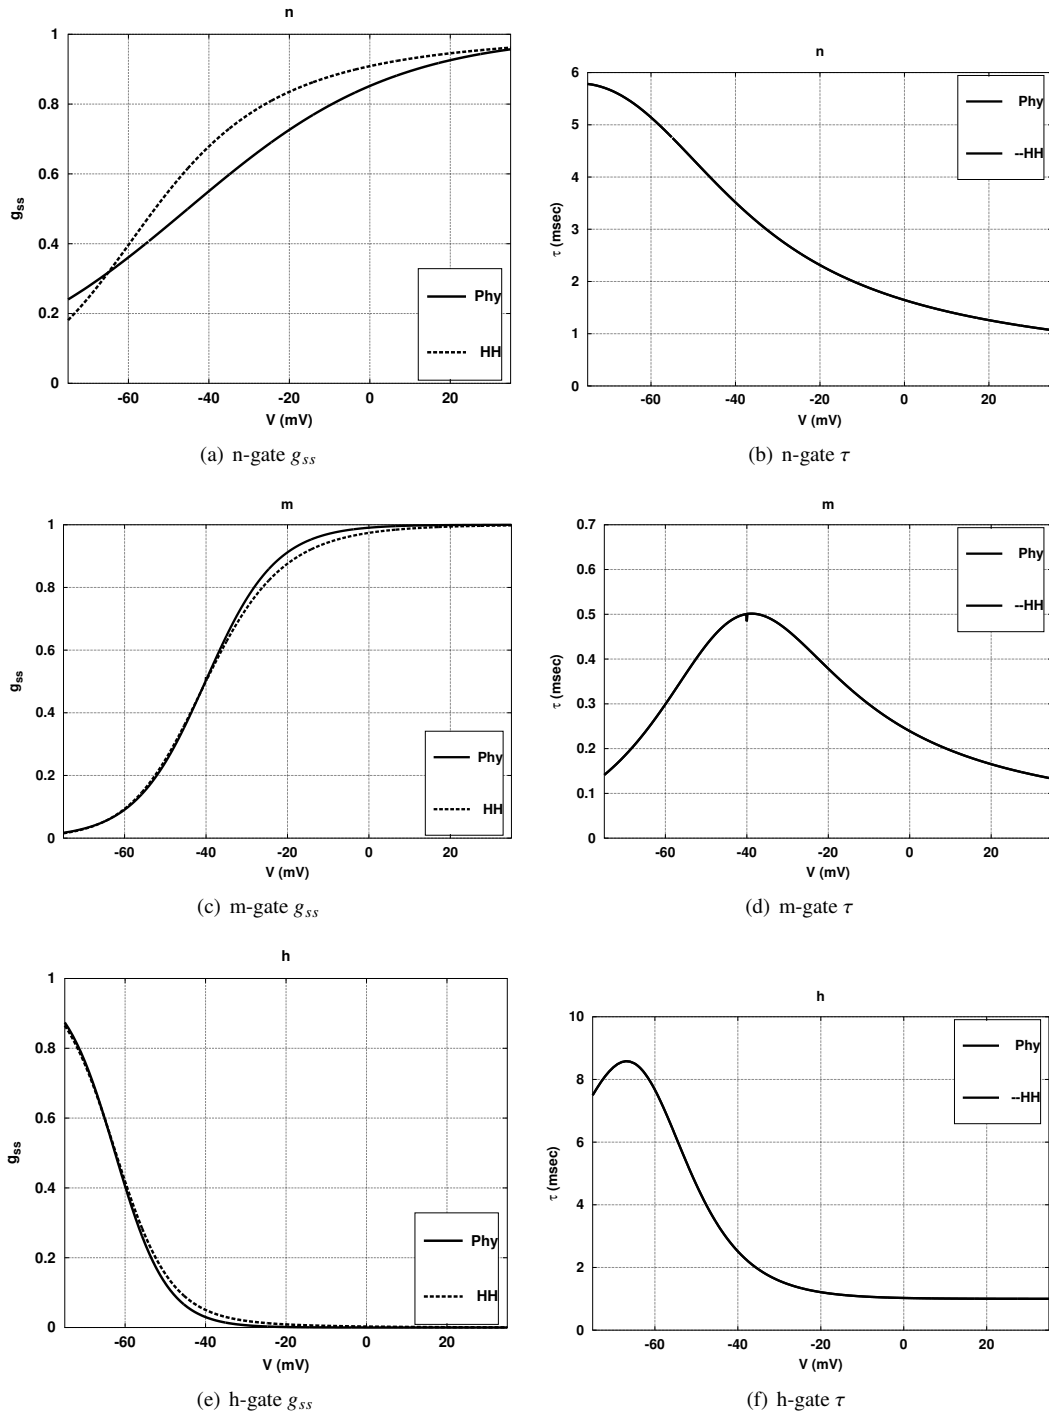 n
1
0.8
0.6
0.4
0.2
0
gss
-60 -40 -20 0 20
V (mV)
Phy
HH
(a) n-gate gss
n
6
5
4
3
2
1
0
τ (msec)
-60 -40 -20 0 20
V (mV)
Phy
--HH
(b) n-gate τ
m
1
0.8
0.6
0.4
0.2
0
gss
-60 -40 -20 0 20
V (mV)
Phy
HH
(c) m-gate gss
m
0.7
0.6
0.5
0.4
0.3
0.2
0.1
0
τ (msec)
-60 -40 -20 0 20
V (mV)
Phy
--HH
(d) m-gate τ
h
1
0.8
0.6
0.4
0.2
0
gss
-60 -40 -20 0 20
V (mV)
Phy
HH
(e) h-gate gss
h
10
8
6
4
2
0
τ (msec)
-60 -40 -20 0 20
V (mV)
Phy
--HH
(f) h-gate τ